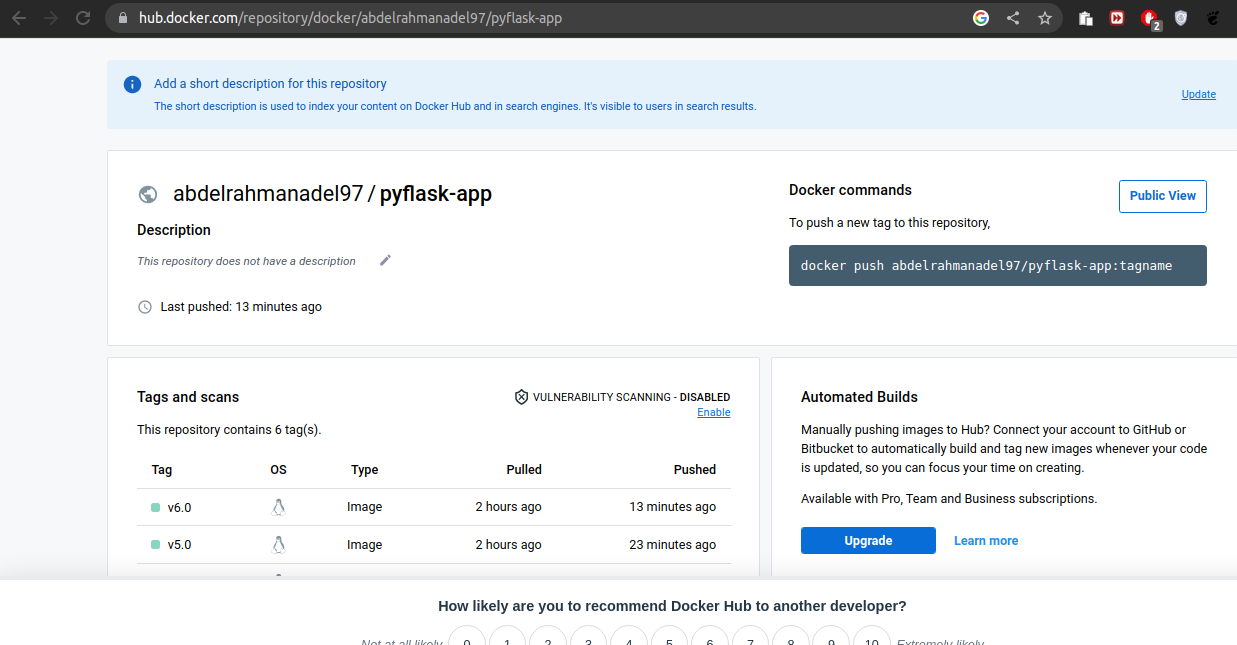 hub.docker.com/repository/docker/abdelrahmanadel97/pyflask-app
2
Add a short description for this repository
The short description is used to index your content on Docker Hub and in search engines. It's visible to users in search results.
Update
abdelrahmanadel97 / pyflask-app
Description
This repository does not have a description
Last pushed: 13 minutes ago
Docker commands
Public View
To push a new tag to this repository,
docker push abdelrahmanadel97/pyflask-app:tagname
Tags and scans
VULNERABILITY SCANNING - DISABLED
Enable
This repository contains 6 tag(s).
Tag OS Type Pulled Pushed
v6.0 Image 2 hours ago 13 minutes ago
v5.0 Image 2 hours ago 23 minutes ago
Automated Builds
Manually pushing images to Hub? Connect your account to GitHub or
Bitbucket to automatically build and tag new images whenever your code
is updated, so you can focus your time on creating.
Available with Pro, Team and Business subscriptions.
Upgrade Learn more
How likely are you to recommend Docker Hub to another developer?
Not at all likely 0 1 2 3 4 5 6 7 8 9 10 Extremely likely